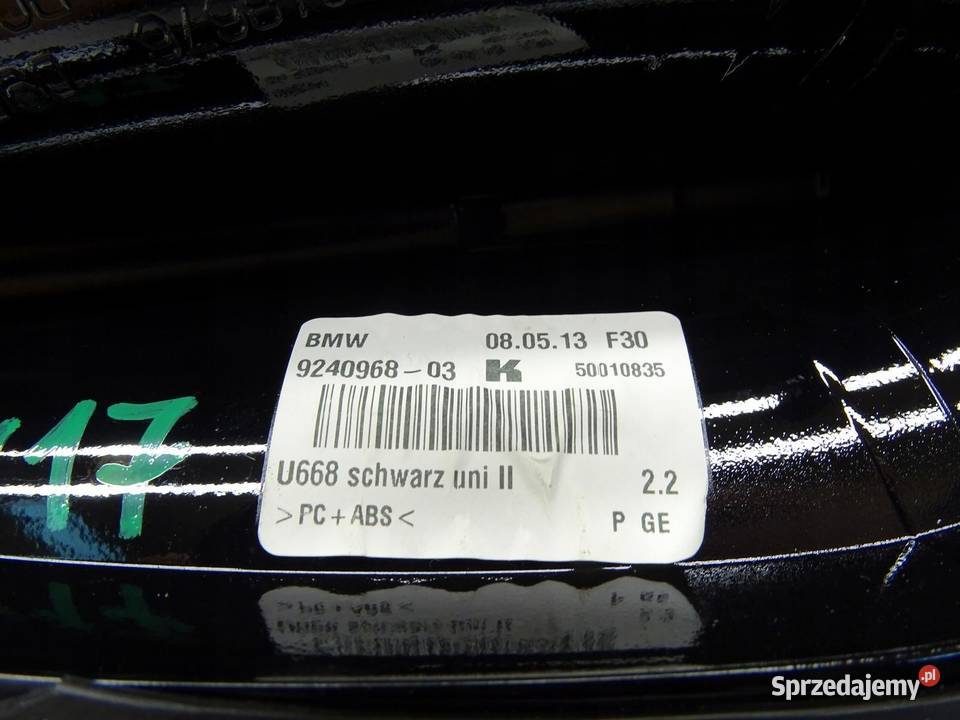 BMW 08.05.13 F30
9240968-03 K 50010835
U668 schwarz uni II 2.2
>PC+ABS< P GE
17
Sprzedajemy.pl